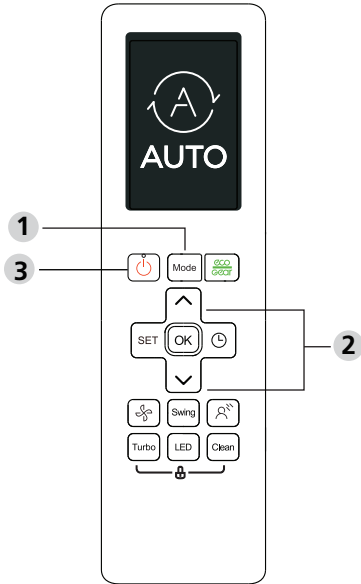 A
AUTO
1
3
Mode
eco
Gear
SET
OK
2
Swing
Turbo
LED
Clean